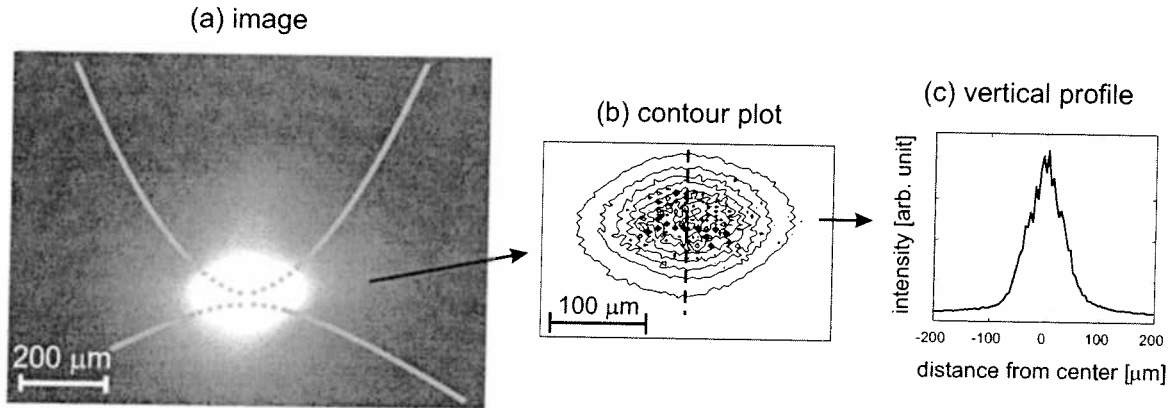 (a) image
200 µm
(b) contour plot
100 µm
(c) vertical profile
intensity [arb. unit]
-200 -100 0 100 200
distance from center [µm]